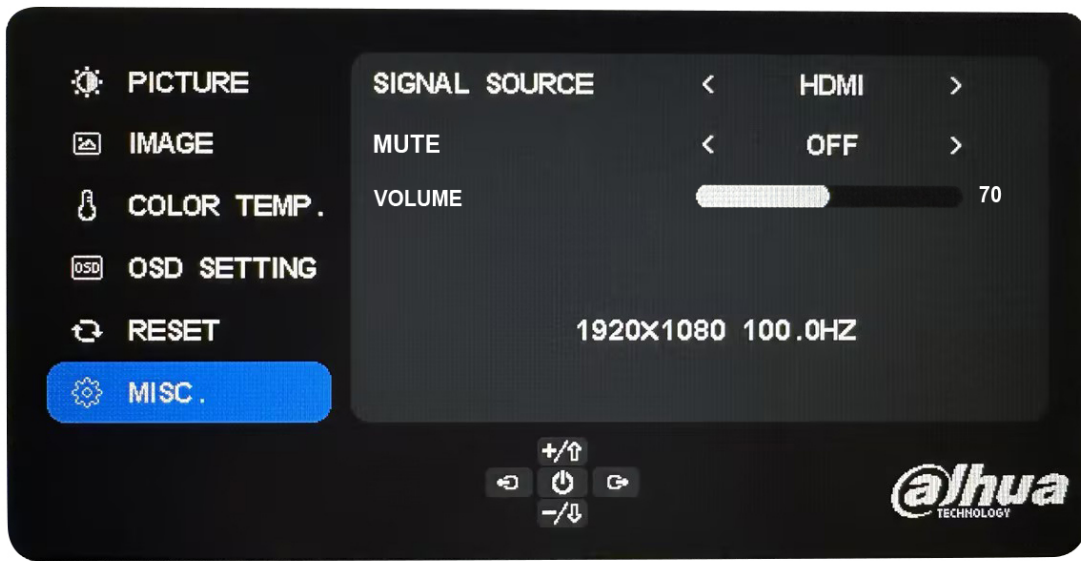 PICTURE
IMAGE
COLOR TEMP.
OSD SETTING
RESET
MISC.
SIGNAL SOURCE < HDMI >
MUTE < OFF >
VOLUME 70
1920X1080 100.0HZ
+/⇧
-/⇩
OSD
alhua
TECHNOLOGY